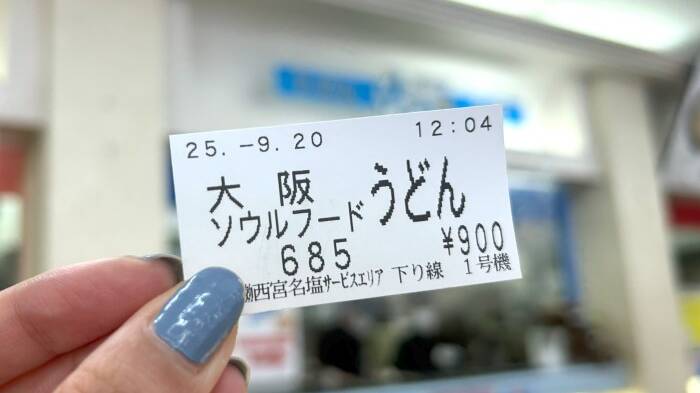 25.-9.20 12:04
大阪
ソウルフード うどん
685 ¥900
西宮名塩サービスエリア 下り線 1号機